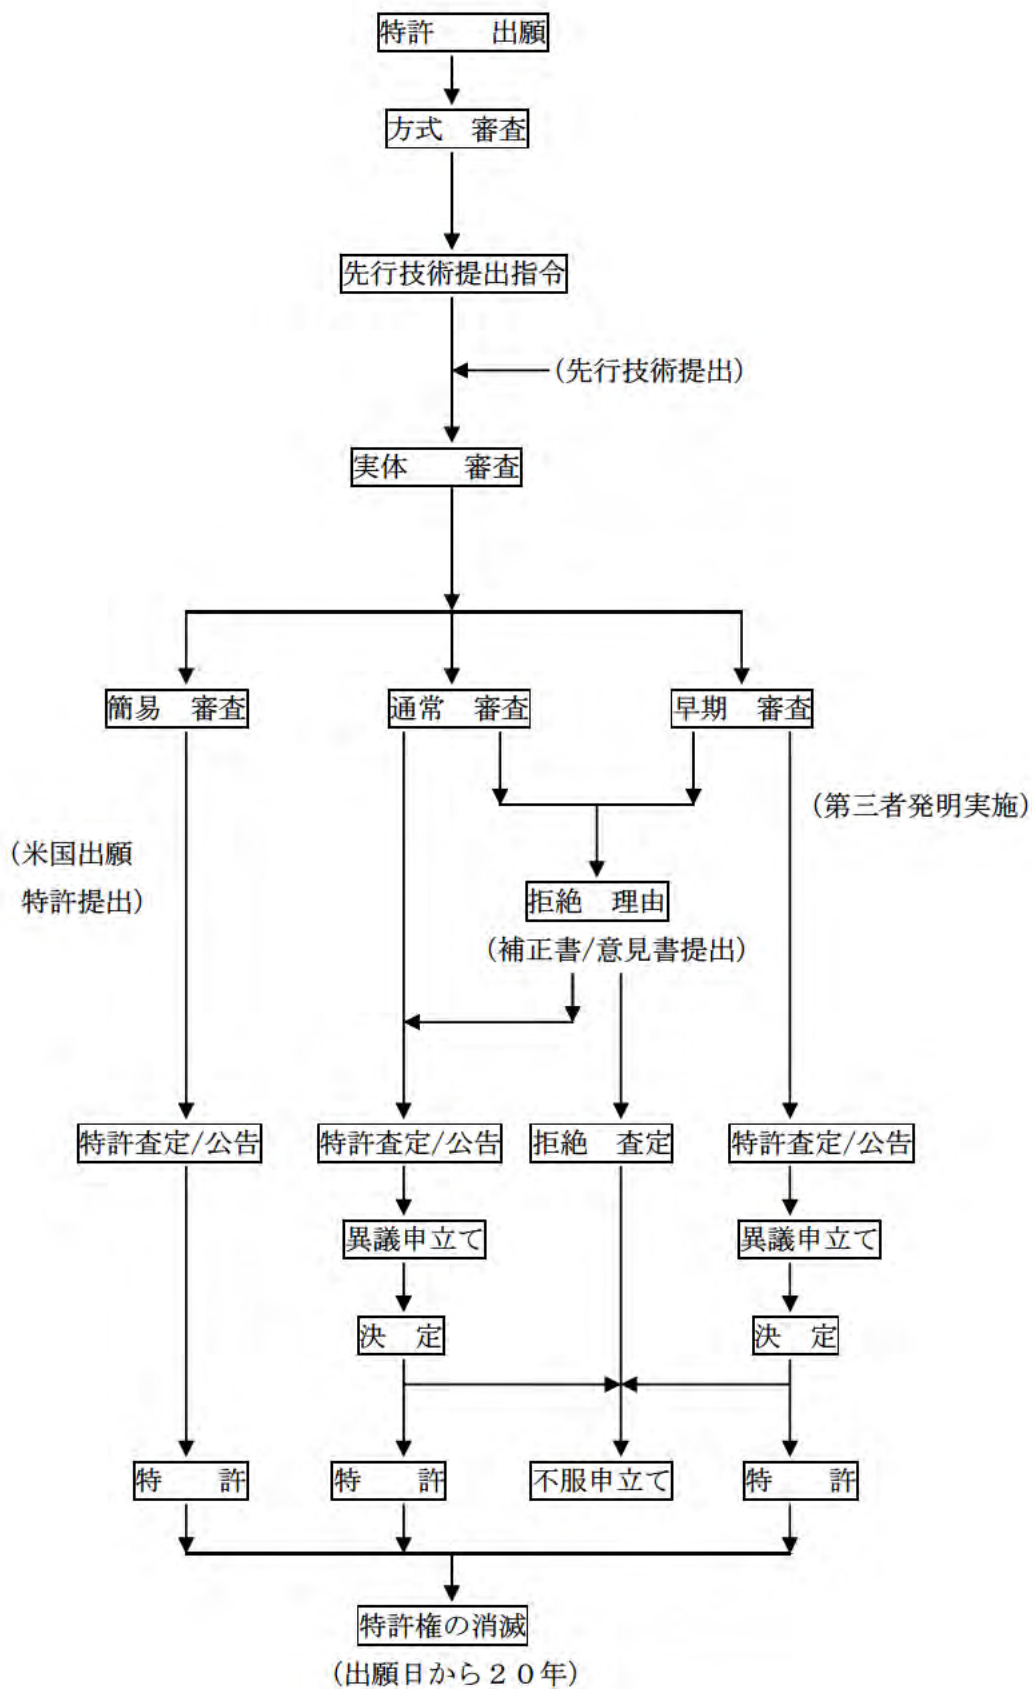 特許　出願
方式　審査
先行技術提出指令
(先行技術提出)
実体　審査
簡易　審査
通常　審査
早期　審査
(第三者発明実施)
(米国出願
特許提出)
拒絶　理由
(補正書/意見書提出)
特許査定/公告
特許査定/公告
拒絶　査定
特許査定/公告
異議申立て
異議申立て
決　定
決　定
特　許
特　許
不服申立て
特　許
特許権の消滅
(出願日から２０年)